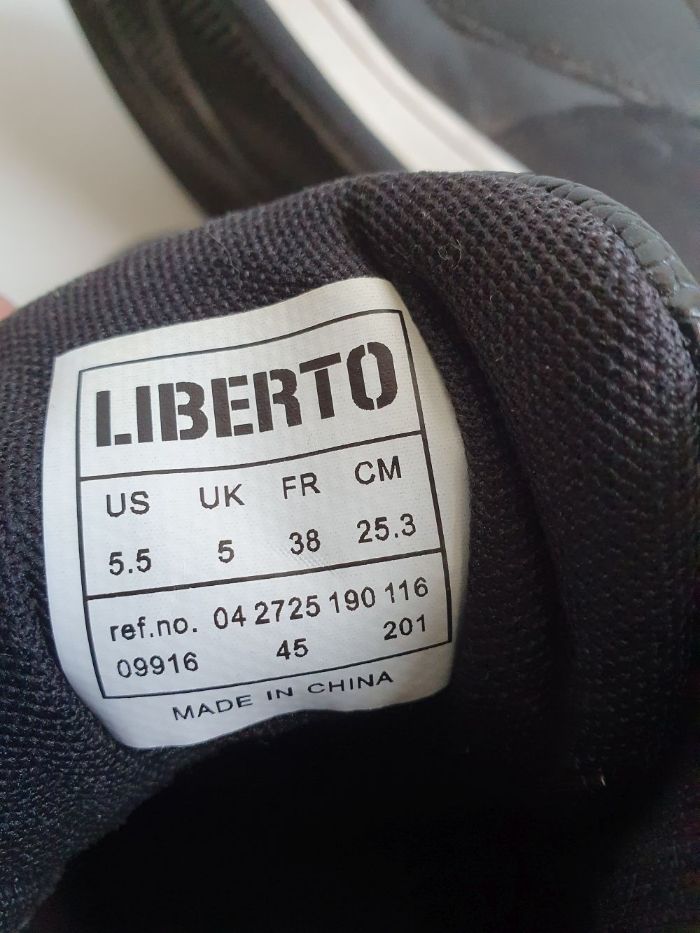 LIBERTO
US UK FR CM
5.5 5 38 25.3
ref.no. 04 2725 190 116
09916 45 201
MADE IN CHINA